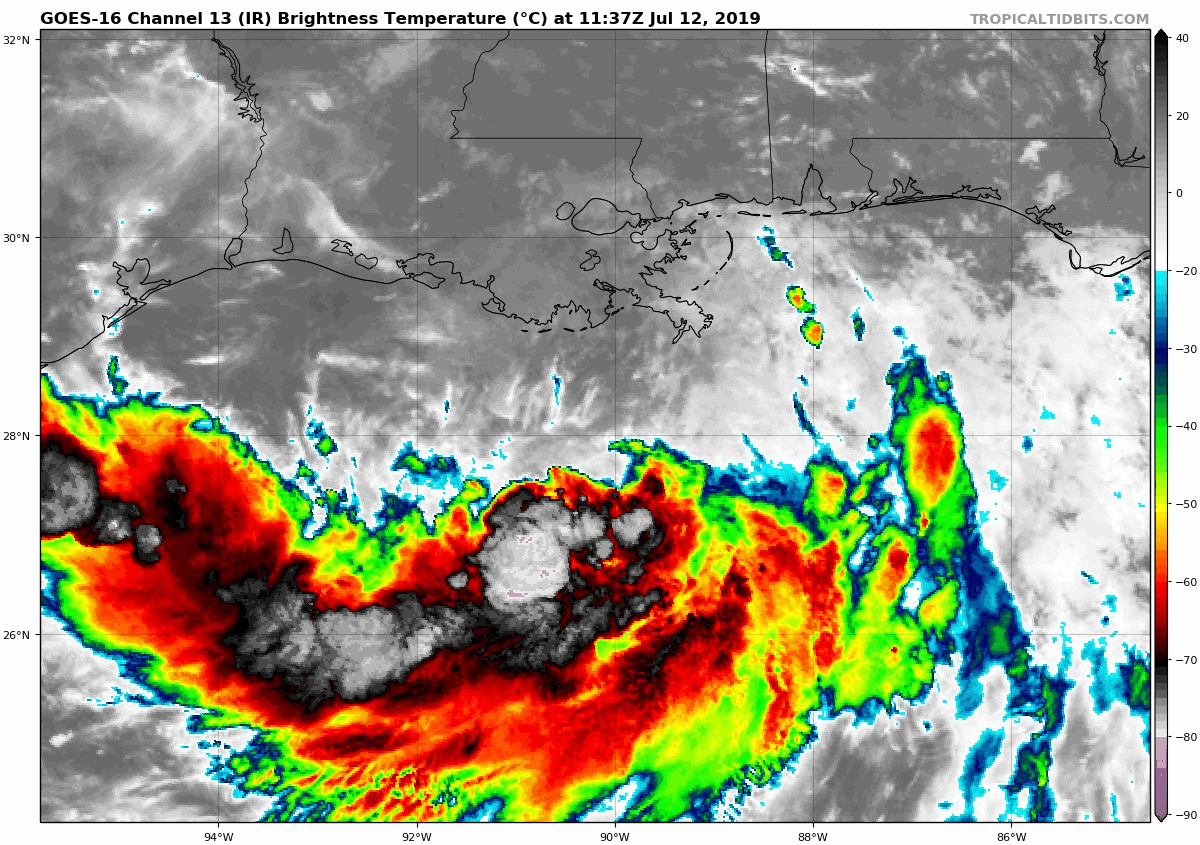 GOES-16 Channel 13 (IR) Brightness Temperature (°C) at 11:37Z Jul 12, 2019
TROPICALTIDBITS.COM
32°N
30°N
28°N
26°N
94°W
92°W
90°W
88°W
86°W
40
20
0
−20
−30
−40
−50
−60
−70
−80
−90